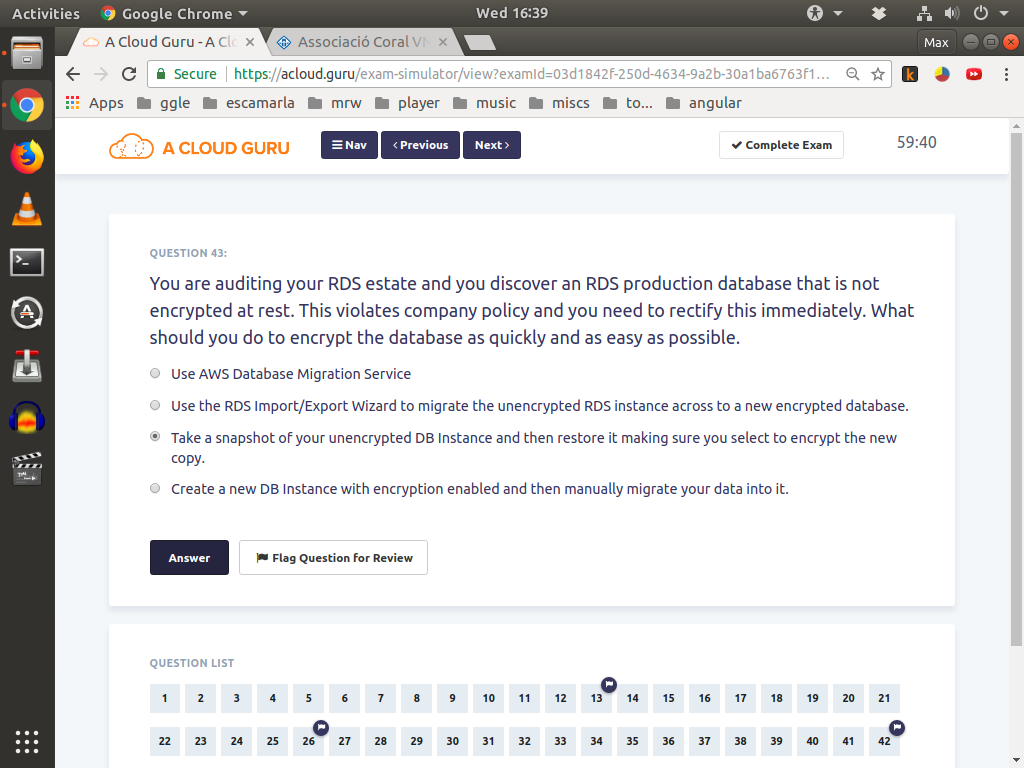 Activities Google Chrome Wed 16:39
A Cloud Guru - A Clo Associació Coral VN Max
Secure https://acloud.guru/exam-simulator/view?examId=03d1842f-250d-4634-9a2b-30a1ba6763f1...
Apps ggle escamarla mrw player music miscs to... angular
A CLOUD GURU Nav Previous Next Complete Exam 59:40
QUESTION 43:
You are auditing your RDS estate and you discover an RDS production database that is not
encrypted at rest. This violates company policy and you need to rectify this immediately. What
should you do to encrypt the database as quickly and as easy as possible.
Use AWS Database Migration Service
Use the RDS Import/Export Wizard to migrate the unencrypted RDS instance across to a new encrypted database.
Take a snapshot of your unencrypted DB Instance and then restore it making sure you select to encrypt the new
copy.
Create a new DB Instance with encryption enabled and then manually migrate your data into it.
Answer Flag Question for Review
QUESTION LIST
1 2 3 4 5 6 7 8 9 10 11 12 13 14 15 16 17 18 19 20 21
22 23 24 25 26 27 28 29 30 31 32 33 34 35 36 37 38 39 40 41 42